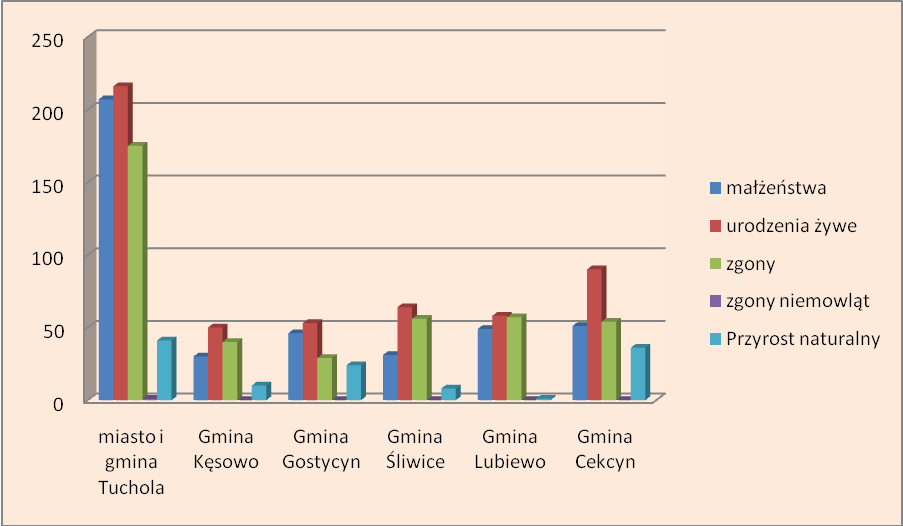 250
200
150
100
50
0
miasto i
gmina
Tuchola
Gmina
Kęsowo
Gmina
Gostycyn
Gmina
Śliwice
Gmina
Lubiewo
Gmina
Cekcyn
małżeństwa
urodzenia żywe
zgony
zgony niemowląt
Przyrost naturalny